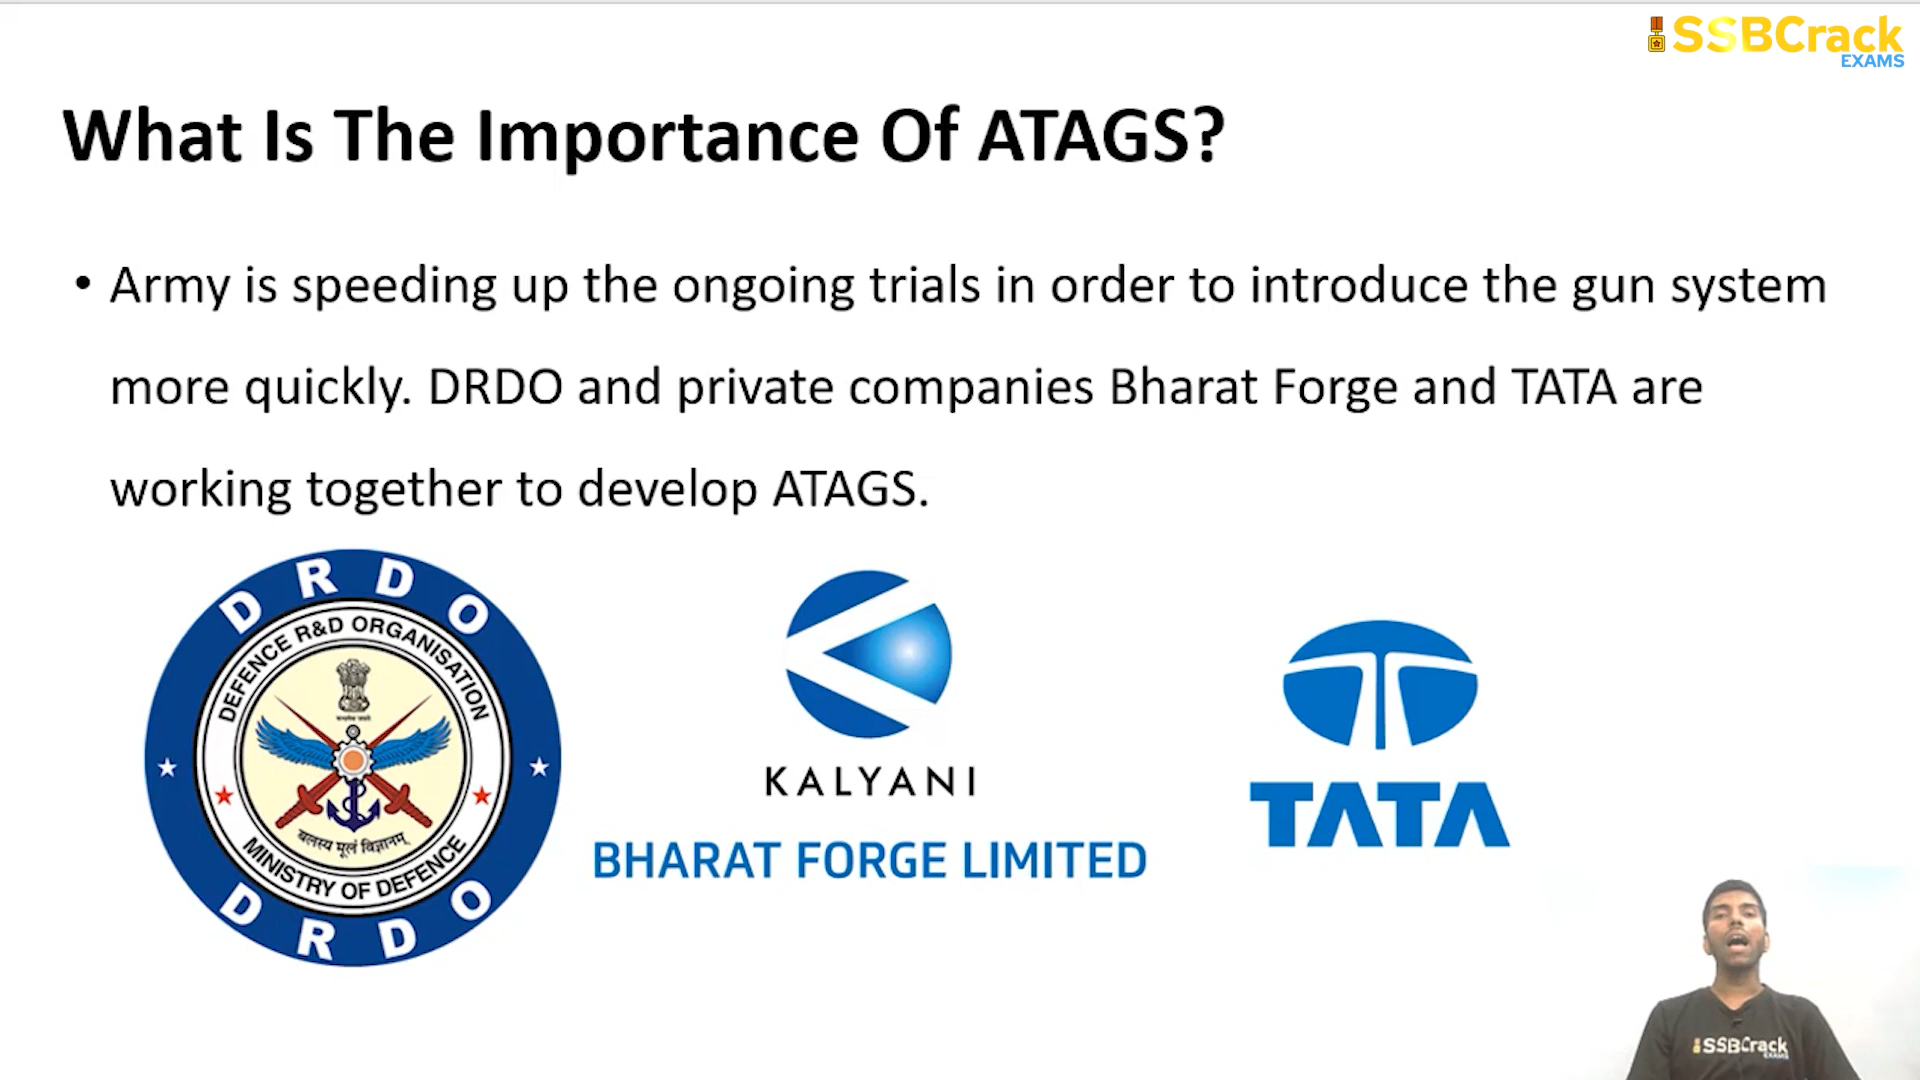 SSBCrack
EXAMS
What Is The Importance Of ATAGS?
• Army is speeding up the ongoing trials in order to introduce the gun system
more quickly. DRDO and private companies Bharat Forge and TATA are
working together to develop ATAGS.
DRDO
DEFENCE R&D ORGANISATION
बलस्य मूलं विज्ञानम्
MINISTRY OF DEFENCE
DRDO
KALYANI
BHARAT FORGE LIMITED
TATA
SSBCrack
EXAMS